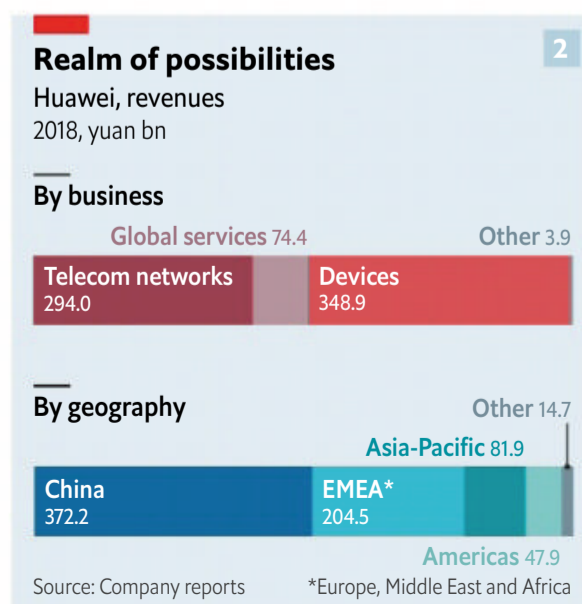 2
Realm of possibilities
Huawei, revenues
2018, yuan bn
By business
Global services 74.4
Other 3.9
Telecom networks
294.0
Devices
348.9
By geography
Other 14.7
Asia-Pacific 81.9
China
372.2
EMEA*
204.5
Americas 47.9
Source: Company reports
*Europe, Middle East and Africa